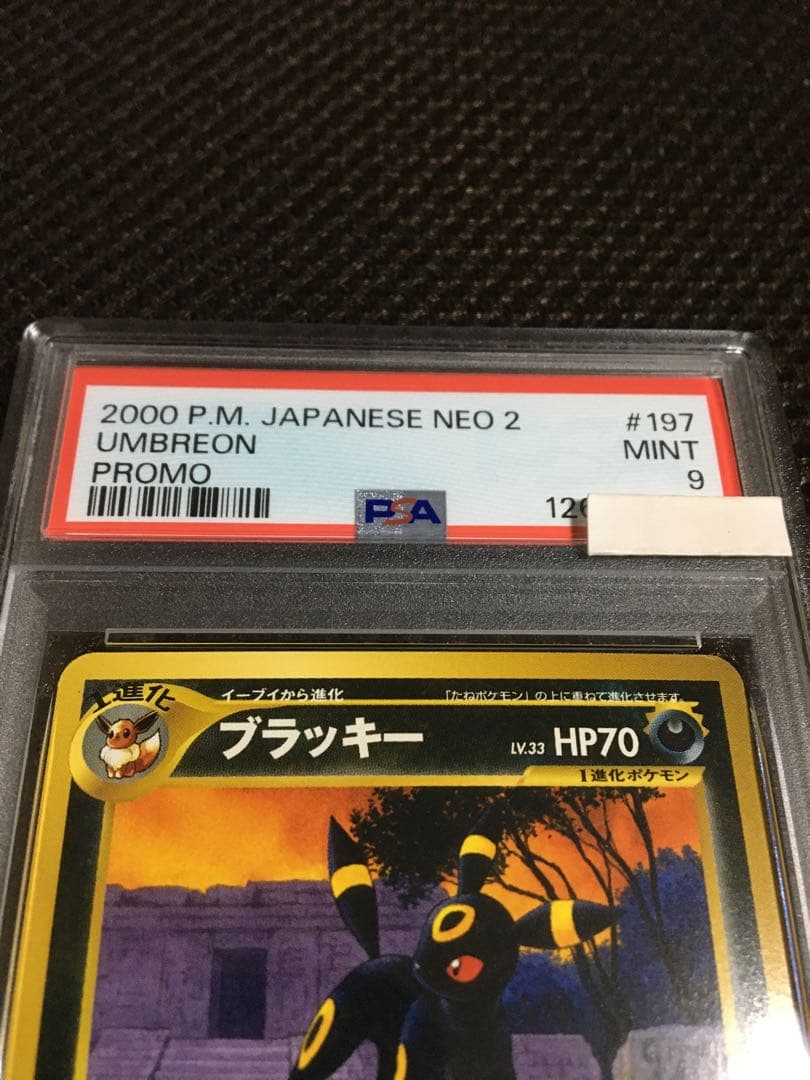 2000 P.M. JAPANESE NEO 2 #197
UMBREON MINT
PROMO 9
PSA 126
1進化 イーブイから進化 「たねポケモン」の上に重ねて進化させます。
ブラッキー LV.33 HP70
1進化ポケモン